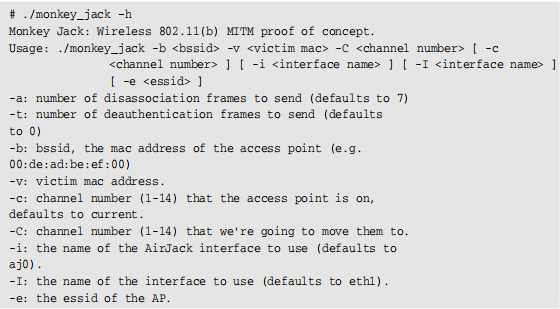 # ./monkey_jack -h
Monkey Jack: Wireless 802.11(b) MITM proof of concept.
Usage: ./monkey_jack -b <bssid> -v <victim mac> -C <channel number> [ -c
<channel number> ] [ -i <interface name> ] [ -I <interface name> ]
[ -e <essid> ]
-a: number of disassociation frames to send (defaults to 7)
-t: number of deauthentication frames to send (defaults
to 0)
-b: bssid, the mac address of the access point (e.g.
00:de:ad:be:ef:00)
-v: victim mac address.
-c: channel number (1-14) that the access point is on,
defaults to current.
-C: channel number (1-14) that we're going to move them to.
-i: the name of the AirJack interface to use (defaults to
aj0).
-I: the name of the interface to use (defaults to eth1).
-e: the essid of the AP.